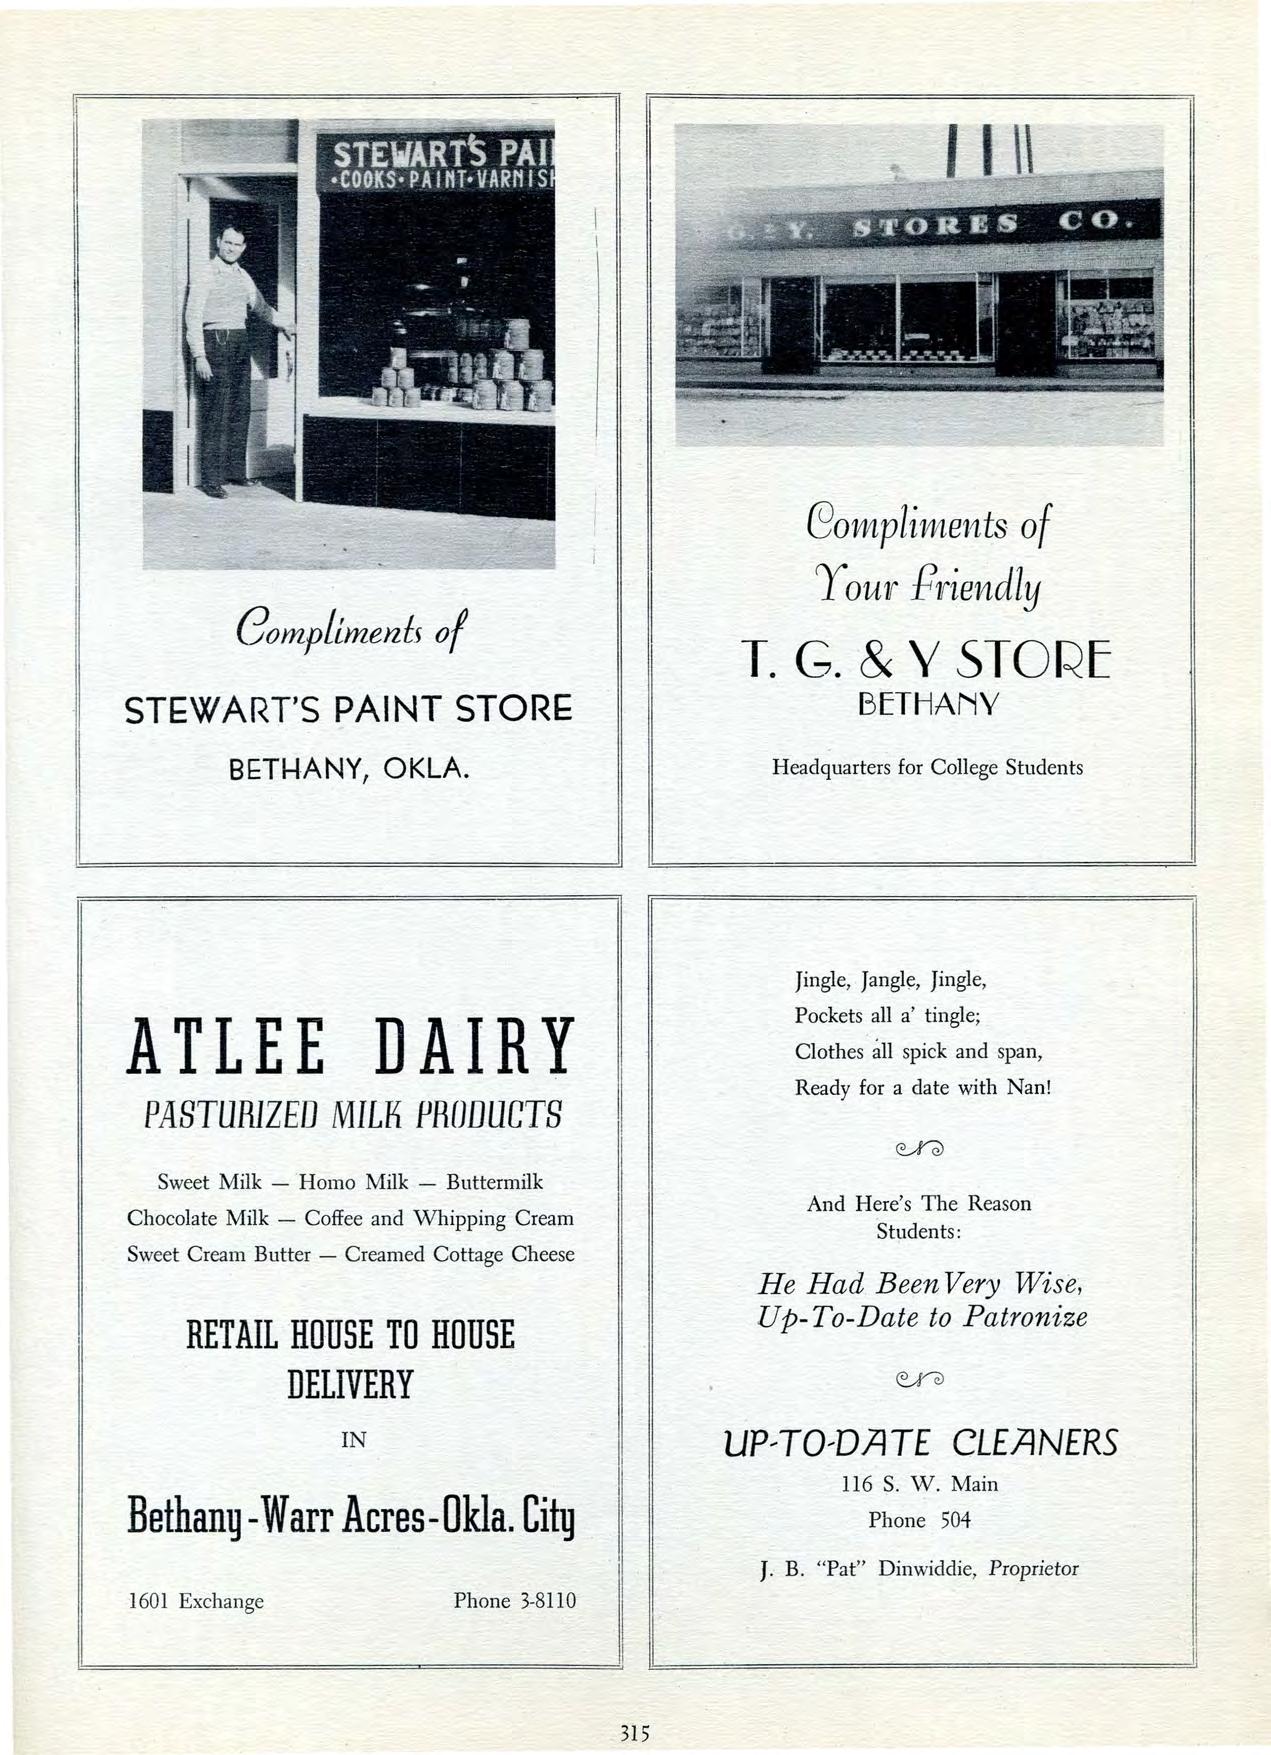 STEWART'S PAI
•COOKS•PAINT•VARNISH
Compliments of
STEWART'S PAINT STORE
BETHANY, OKLA.
G. & Y. STORES CO.
Compliments of
Your Friendly
T. G. & Y STORE
BETHANY
Headquarters for College Students
ATLEE DAIRY
PASTURIZED MILK PRODUCTS
Sweet Milk — Homo Milk — Buttermilk
Chocolate Milk — Coffee and Whipping Cream
Sweet Cream Butter — Creamed Cottage Cheese
RETAIL HOUSE TO HOUSE
DELIVERY
IN
Bethany-Warr Acres-Okla. City
1601 Exchange Phone 3-8110
Jingle, Jangle, Jingle,
Pockets all a' tingle;
Clothes all spick and span,
Ready for a date with Nan!
And Here's The Reason
Students:
He Had Been Very Wise,
Up-To-Date to Patronize
UP-TO-DATE CLEANERS
116 S. W. Main
Phone 504
J. B. "Pat" Dinwiddie, Proprietor
315